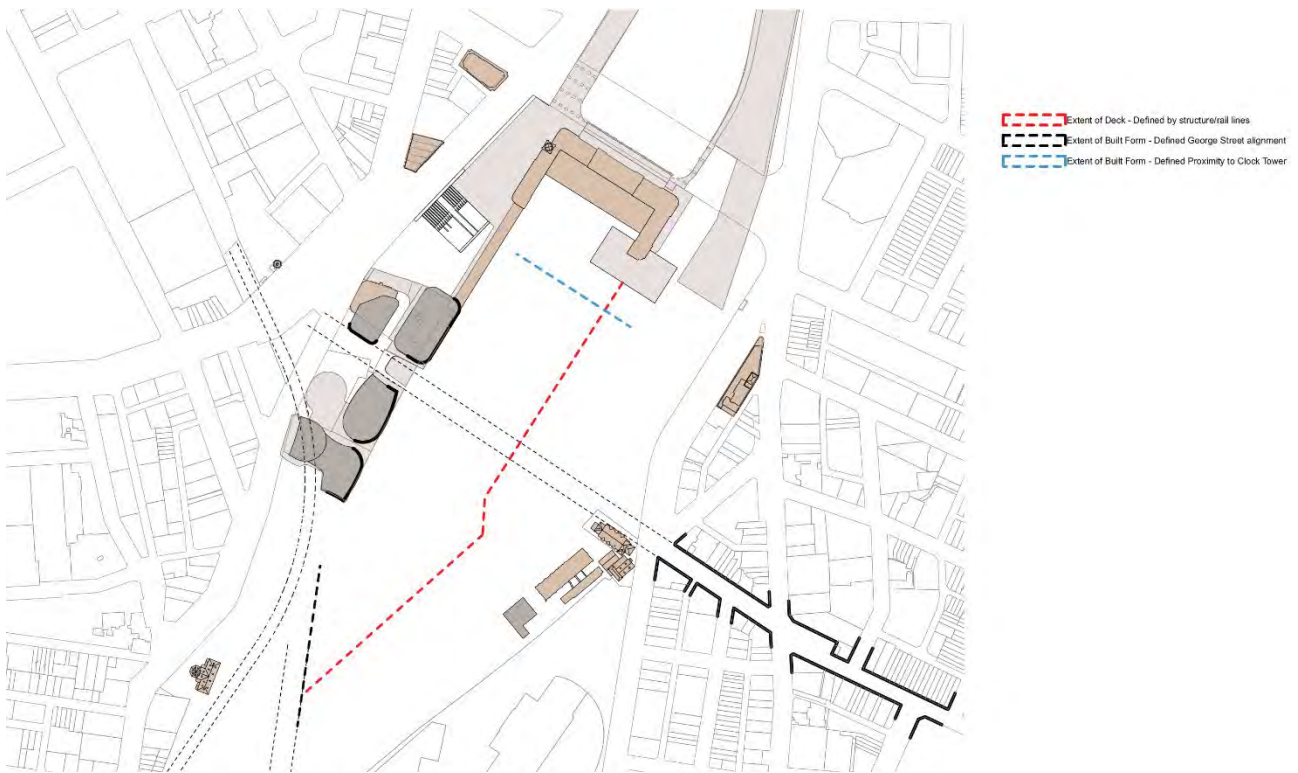 Extent of Deck - Defined by structure/rail lines
Extent of Built Form - Defined George Street alignment
Extent of Built Form - Defined Proximity to Clock Tower